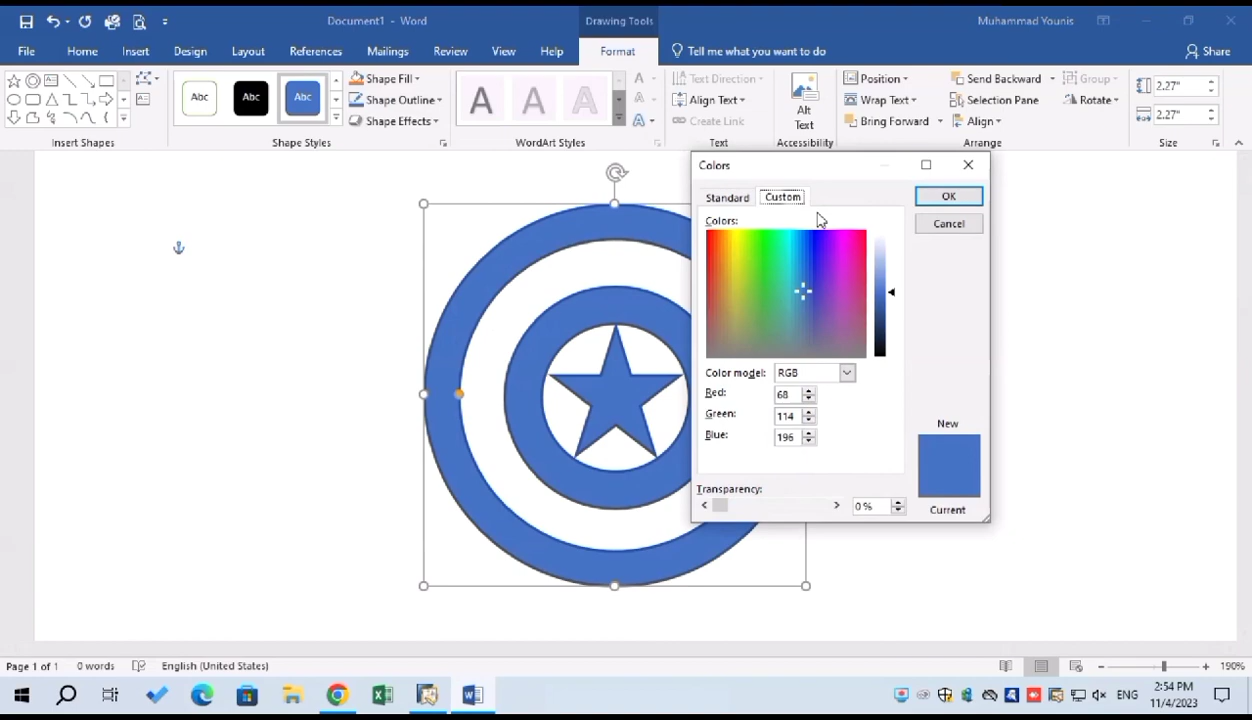 Document1 - Word
Drawing Tools
Muhammad Younis
File Home Insert Design Layout References Mailings Review View Help Format Tell me what you want to do Share
Abc Abc Abc
Shape Fill
Shape Outline
Shape Effects
A A A A
A
A
Text Direction
Align Text
Create Link
Alt
Text
Position
Wrap Text
Bring Forward
Send Backward
Selection Pane
Align
Group
Rotate
2.27"
2.27"
Insert Shapes Shape Styles WordArt Styles Text Accessibility Arrange Size
Colors
Standard Custom
OK
Cancel
Colors:
Color model: RGB
Red: 68
Green: 114
Blue: 196
New
Transparency:
0 %
Current
Page 1 of 1 0 words English (United States) 190%
ENG
2:54 PM
11/4/2023